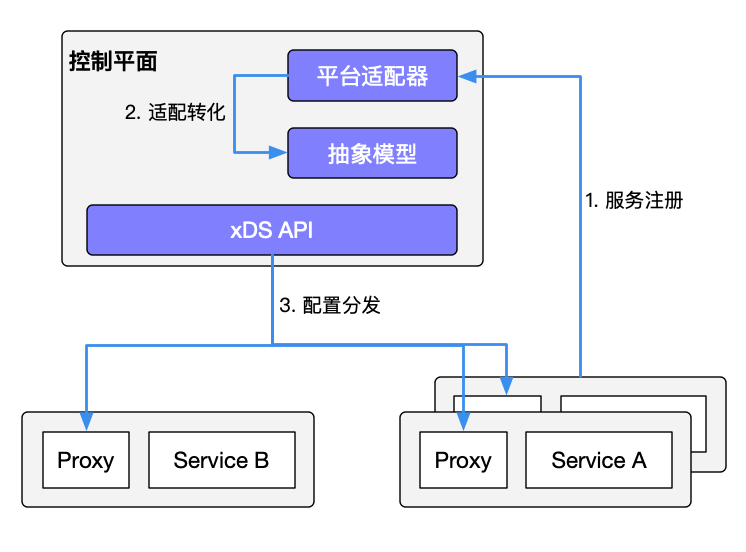 控制平面
平台适配器
2. 适配转化
抽象模型
1. 服务注册
xDS API
3. 配置分发
Proxy
Service B
Proxy
Service A